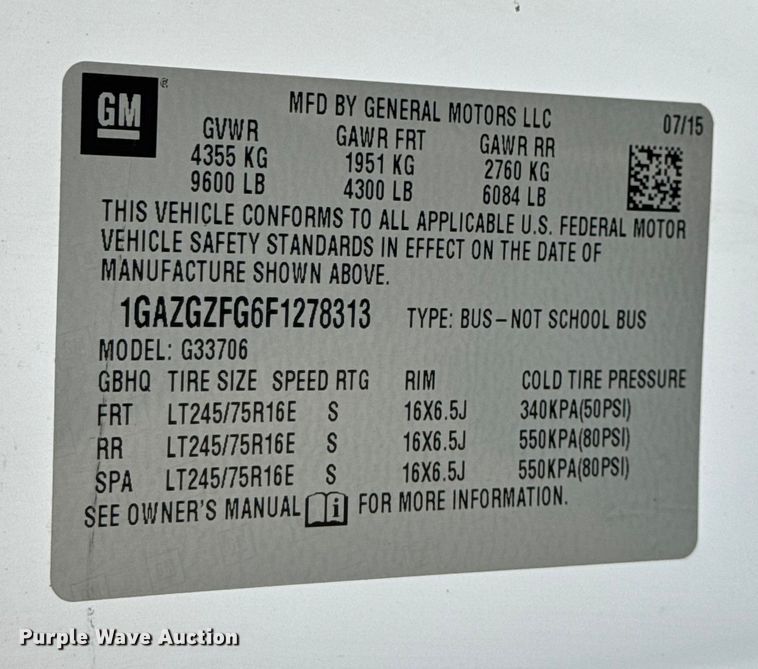 GM ®
MFD BY GENERAL MOTORS LLC 07/15
GVWR GAWR FRT GAWR RR
4355 KG 1951 KG 2760 KG
9600 LB 4300 LB 6084 LB
THIS VEHICLE CONFORMS TO ALL APPLICABLE U.S. FEDERAL MOTOR
VEHICLE SAFETY STANDARDS IN EFFECT ON THE DATE OF
MANUFACTURE SHOWN ABOVE.
1GAZGZFG6F1278313 TYPE: BUS–NOT SCHOOL BUS
MODEL: G33706
GBHQ TIRE SIZE SPEED RTG RIM COLD TIRE PRESSURE
FRT LT245/75R16E S 16X6.5J 340KPA(50PSI)
RR LT245/75R16E S 16X6.5J 550KPA(80PSI)
SPA LT245/75R16E S 16X6.5J 550KPA(80PSI)
SEE OWNER'S MANUAL i FOR MORE INFORMATION.
Purple Wave Auction